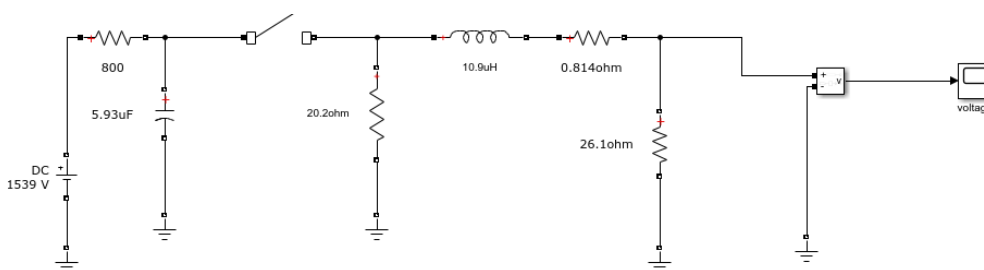 800
5.93uF
DC
1539 V
20.2ohm
10.9uH
0.814ohm
26.1ohm
+
-
v
voltag